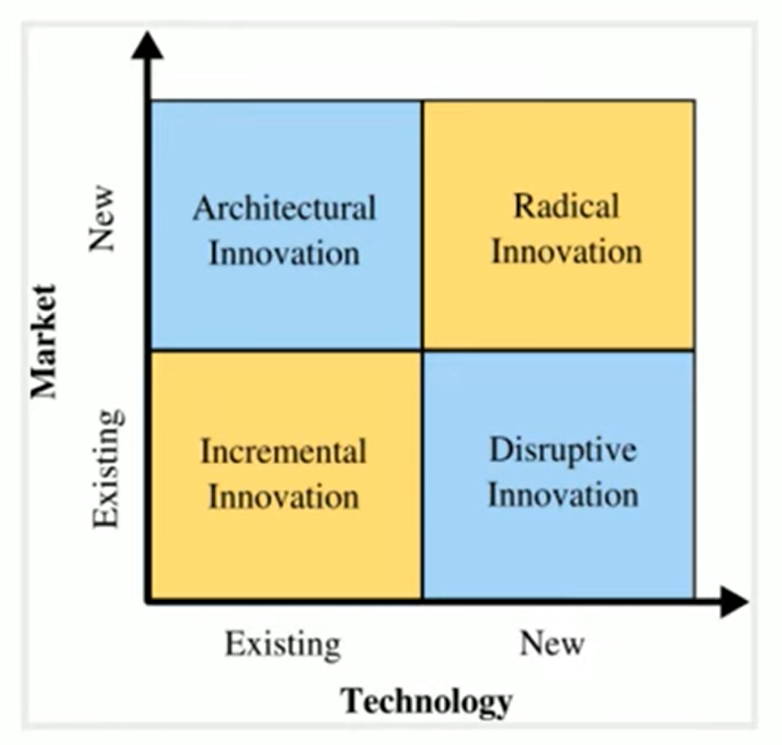 Architectural
Innovation
Radical
Innovation
Incremental
Innovation
Disruptive
Innovation
New
Existing
Market
Existing
New
Technology